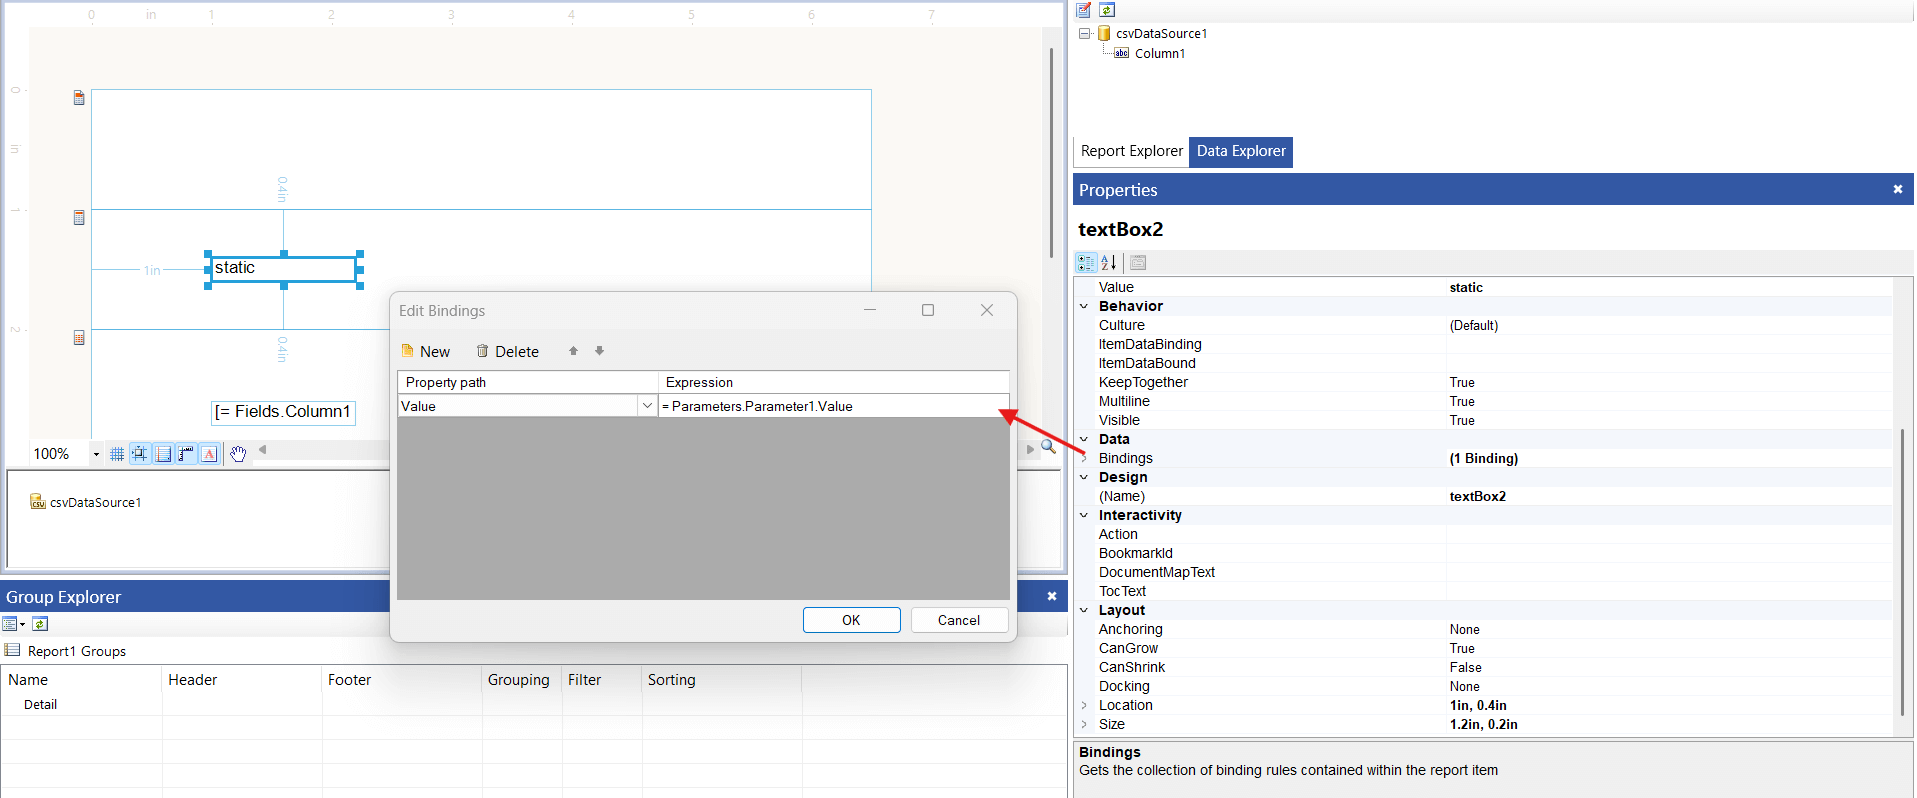 0 in 1 2 3 4 5 6 7
0
in
1
2
0.4in
1in
static
0.4in
[= Fields.Column1
100%
csvDataSource1
Edit Bindings
New Delete
Property path Expression
Value = Parameters.Parameter1.Value
OK Cancel
Group Explorer
Report1 Groups
Name Header Footer Grouping Filter Sorting
Detail
csvDataSource1
Column1
Report Explorer Data Explorer
Properties
textBox2
Value static
Behavior
Culture (Default)
ItemDataBinding
ItemDataBound
KeepTogether True
Multiline True
Visible True
Data
Bindings (1 Binding)
Design
(Name) textBox2
Interactivity
Action
BookmarkId
DocumentMapText
TocText
Layout
Anchoring None
CanGrow True
CanShrink False
Docking None
Location 1in, 0.4in
Size 1.2in, 0.2in
Bindings
Gets the collection of binding rules contained within the report item